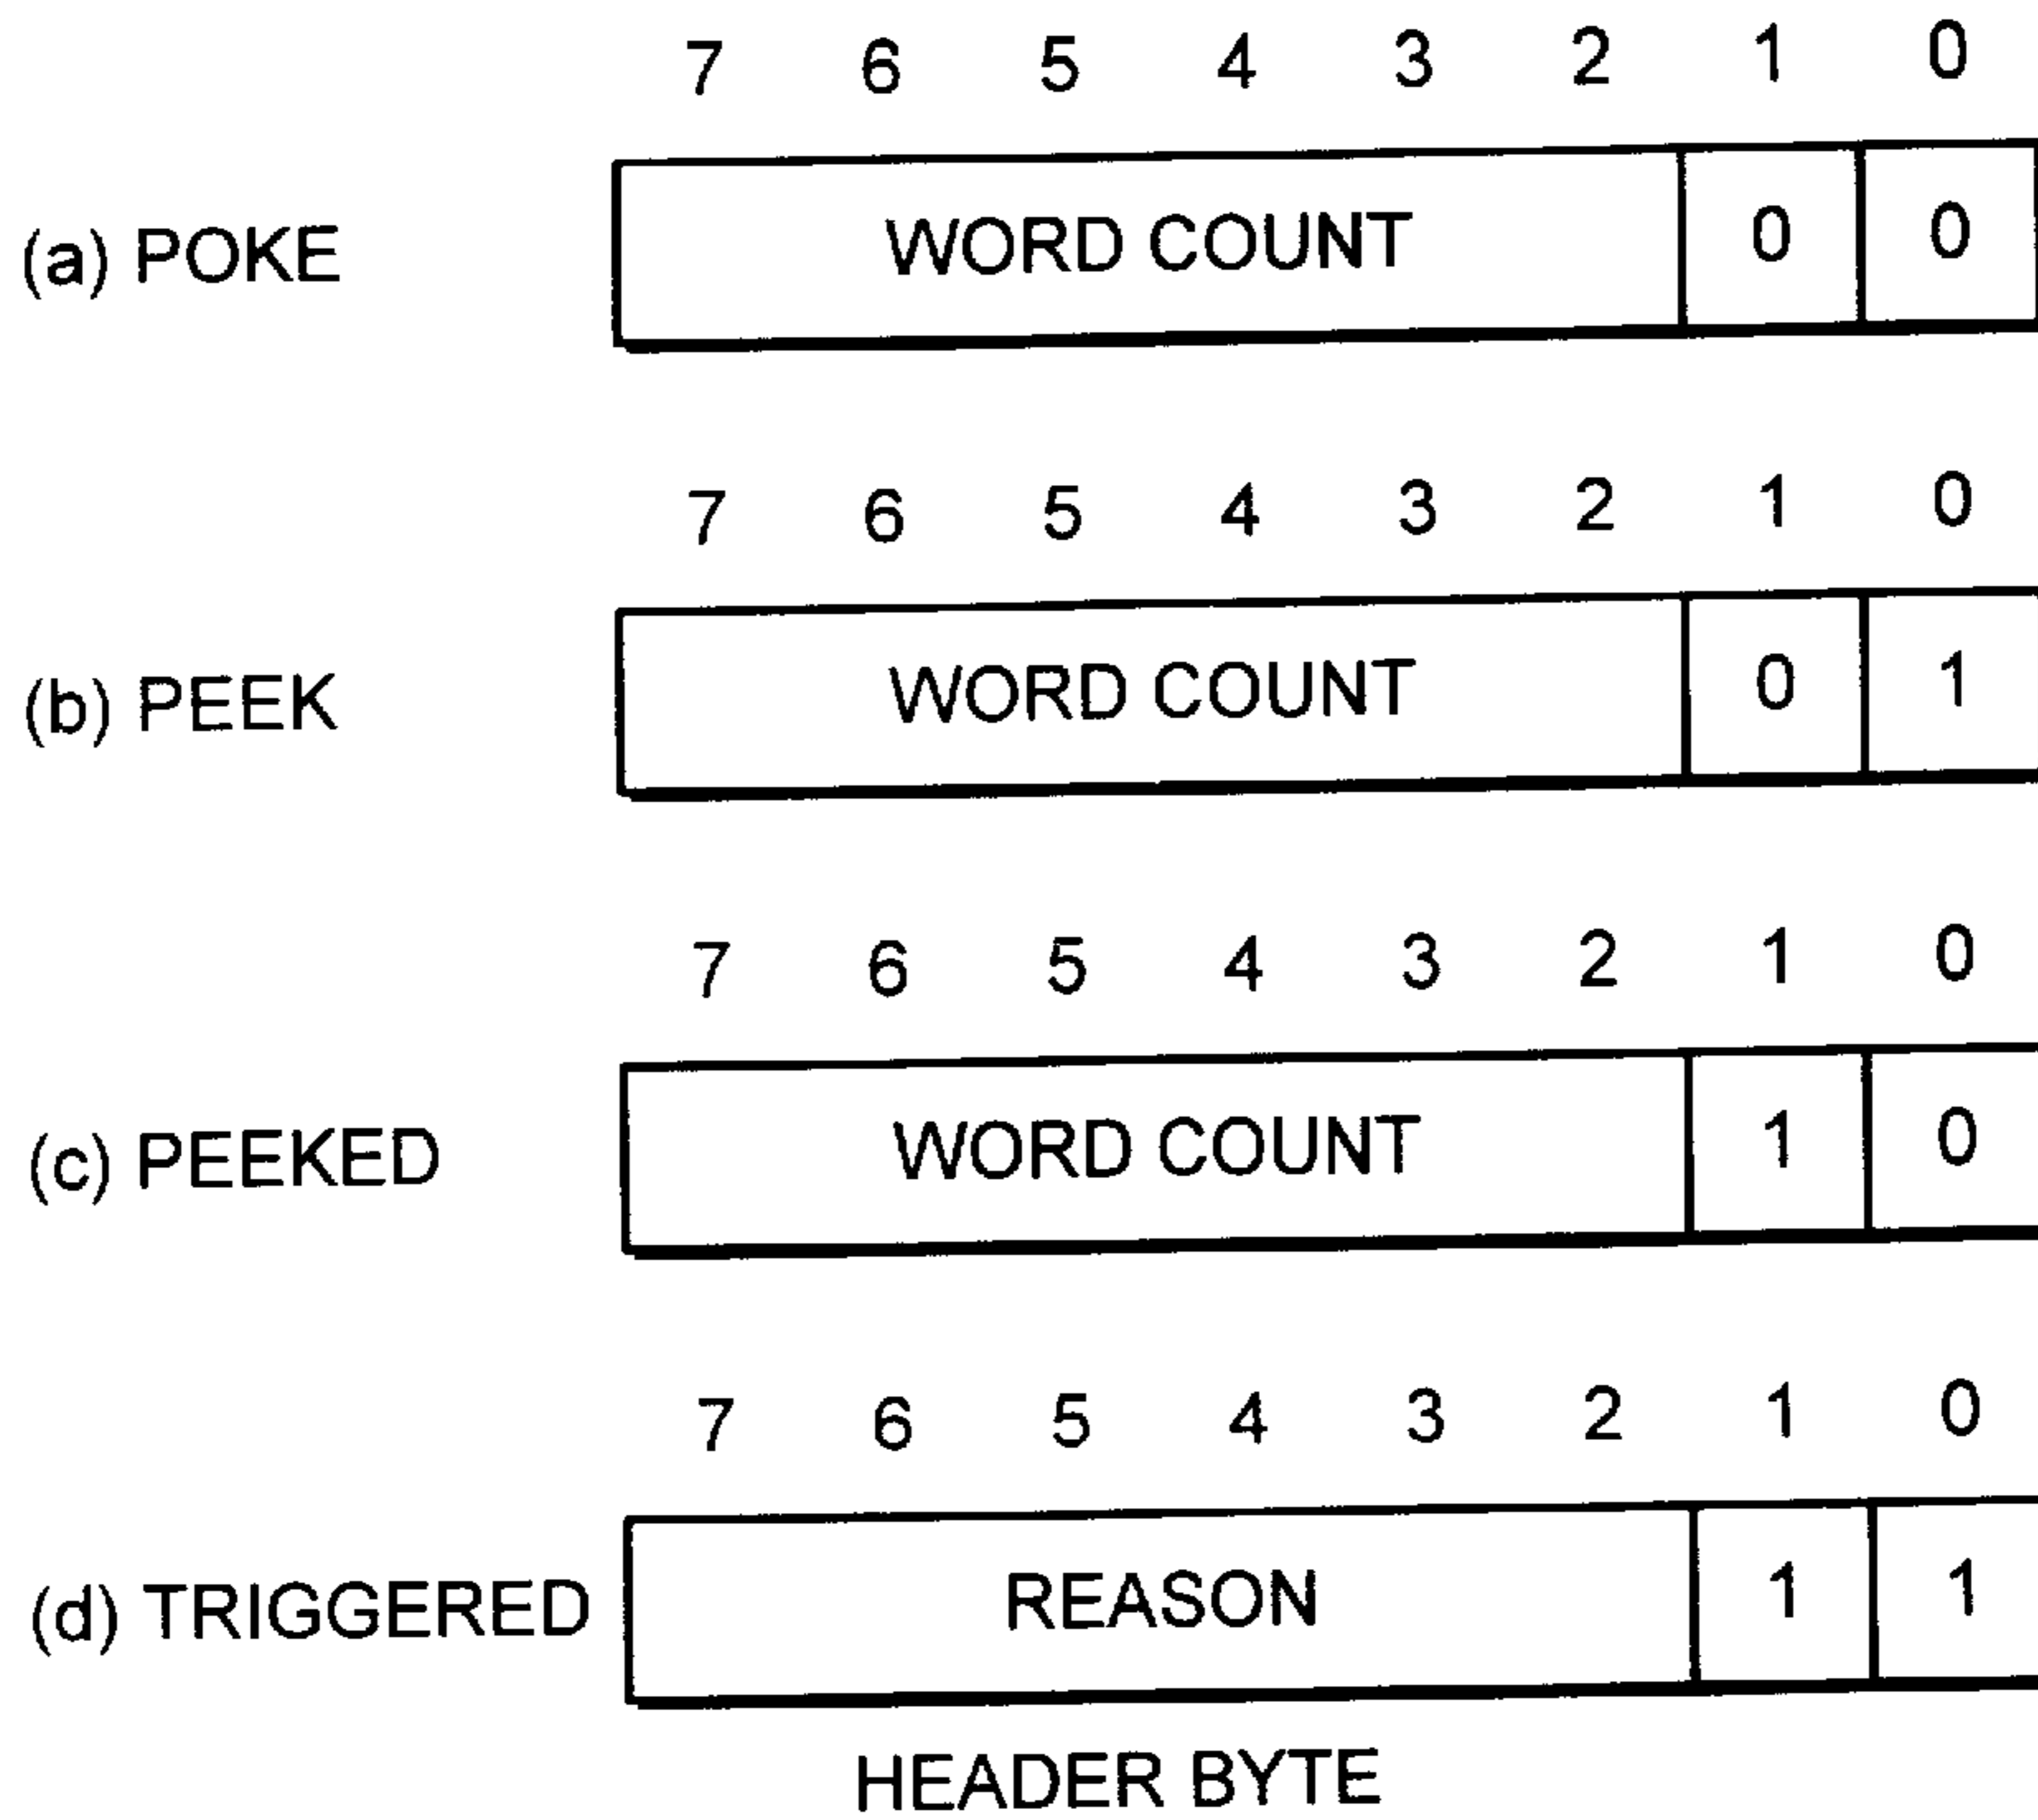 7 6 5 4 3 2 1 0
(a) POKE WORD COUNT 0 0
7 6 5 4 3 2 1 0
(b) PEEK WORD COUNT 0 1
7 6 5 4 3 2 1 0
(c) PEEKED WORD COUNT 1 0
7 6 5 4 3 2 1 0
(d) TRIGGERED REASON 1 1
HEADER BYTE